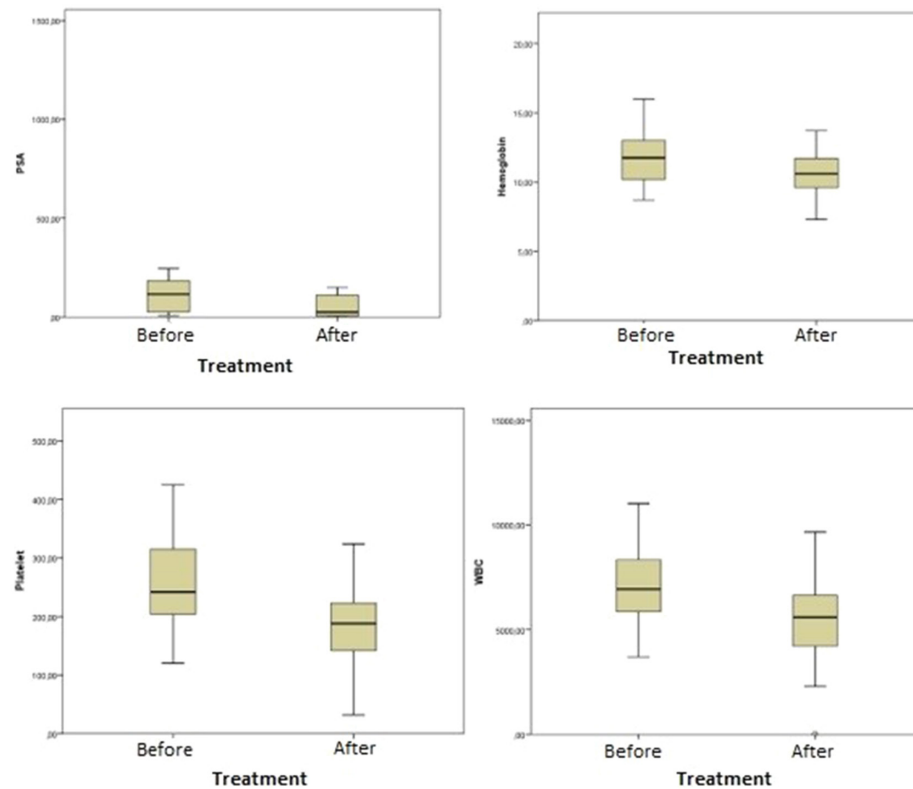 1500,00
1000,00
500,00
,00
PSA
Before After
Treatment
20,00
15,00
10,00
5,00
,00
Hemoglobin
Before After
Treatment
500,00
400,00
300,00
200,00
100,00
,00
Platelet
Before After
Treatment
15000,00
10000,00
5000,00
,00
WBC
Before After
Treatment